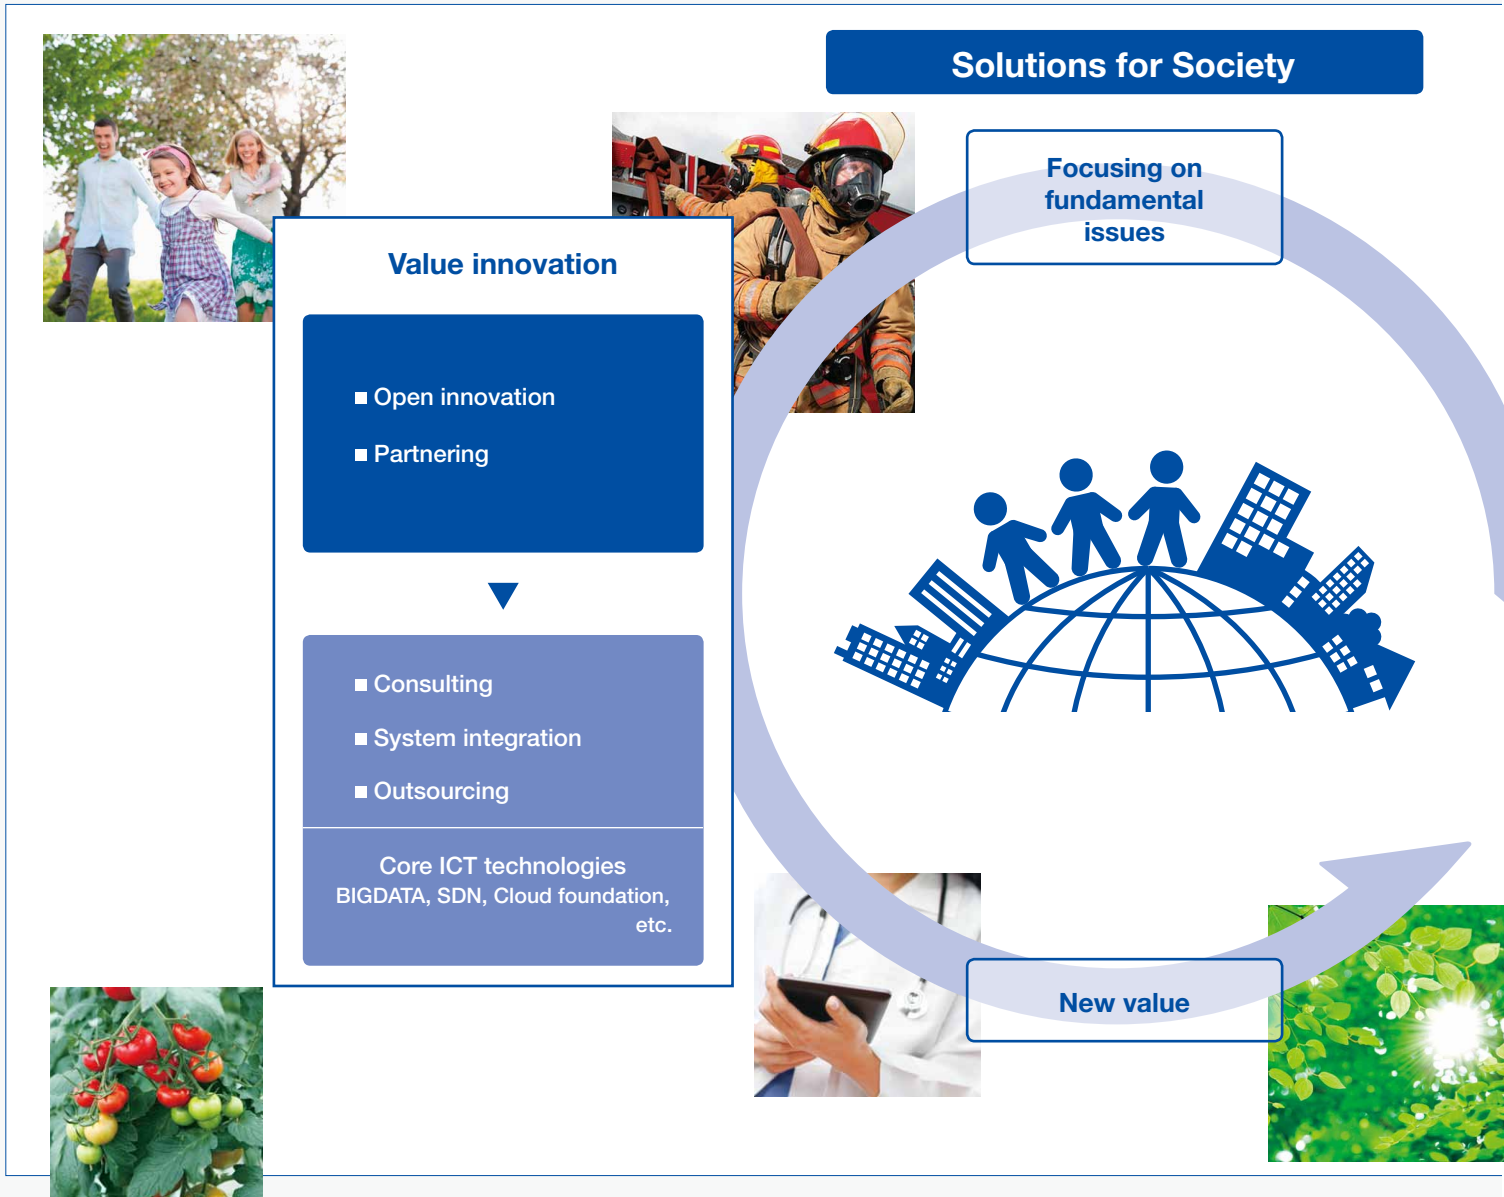 Solutions for Society
Focusing on
fundamental
issues
Value innovation
Open innovation
Partnering
Consulting
System integration
Outsourcing
Core ICT technologies
BIGDATA, SDN, Cloud foundation,
etc.
New value